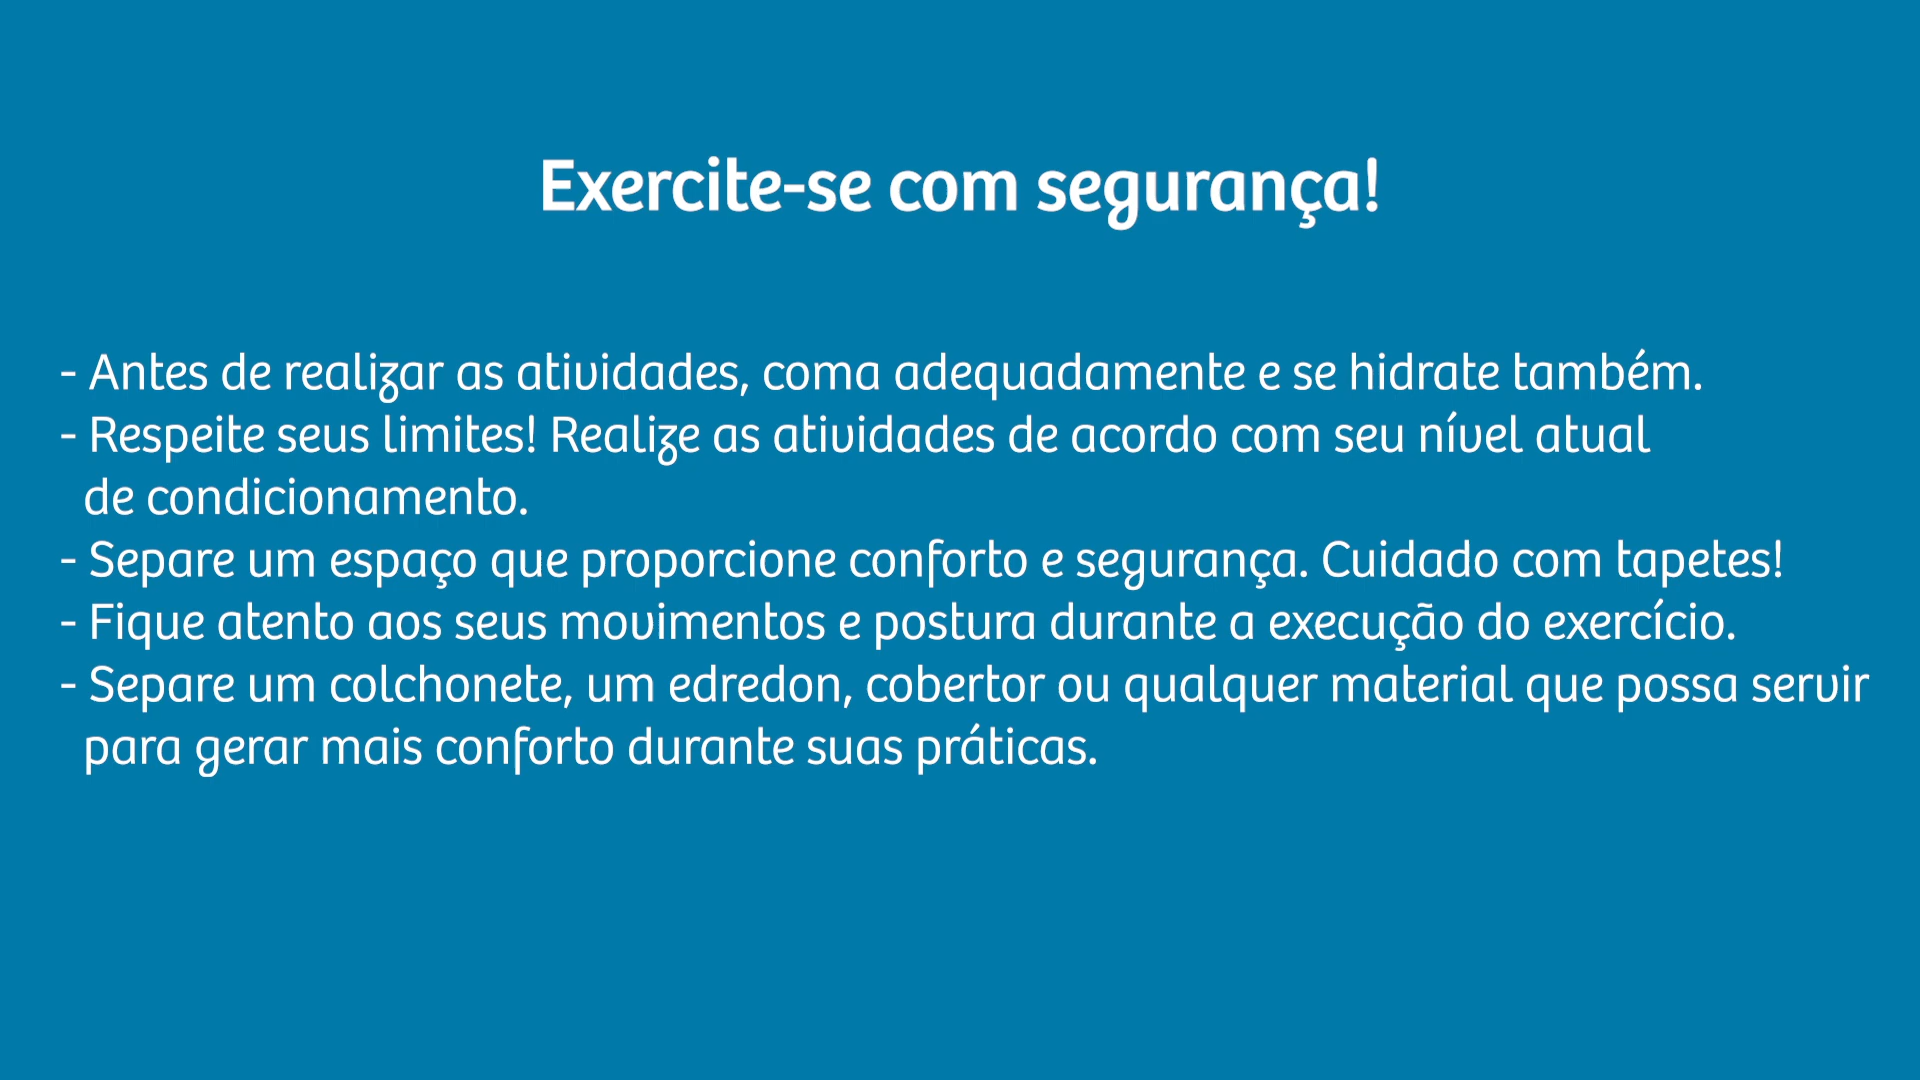 Exercite-se com segurança!
- Antes de realizar as atividades, coma adequadamente e se hidrate também.
- Respeite seus limites! Realize as atividades de acordo com seu nível atual
de condicionamento.
- Separe um espaço que proporcione conforto e segurança. Cuidado com tapetes!
- Fique atento aos seus movimentos e postura durante a execução do exercício.
- Separe um colchonete, um edredon, cobertor ou qualquer material que possa servir
para gerar mais conforto durante suas práticas.